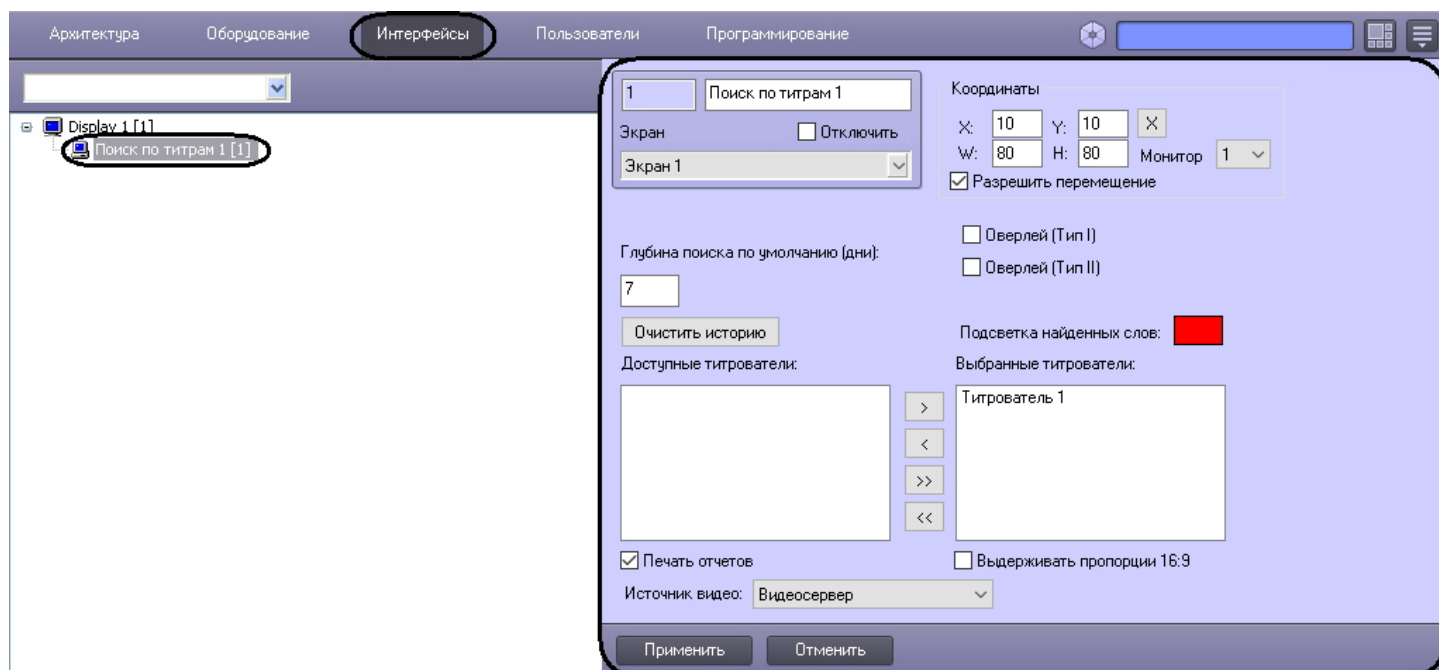 Архитектура Оборудование Интерфейсы Пользователи Программирование
Display 1 [1]
Поиск по титрам 1 [1]
1 Поиск по титрам 1
Экран Отключить
Экран 1
Координаты
X: 10 Y: 10 X
W: 80 H: 80 Монитор 1
Разрешить перемещение
Глубина поиска по умолчанию (дни):
7
Оверлей (Тип I)
Оверлей (Тип II)
Очистить историю Подсветка найденных слов:
Доступные титрователи: Выбранные титрователи:
Титрователь 1
>
<
>>
<<
Печать отчетов Выдерживать пропорции 16:9
Источник видео: Видеосервер
Применить Отменить